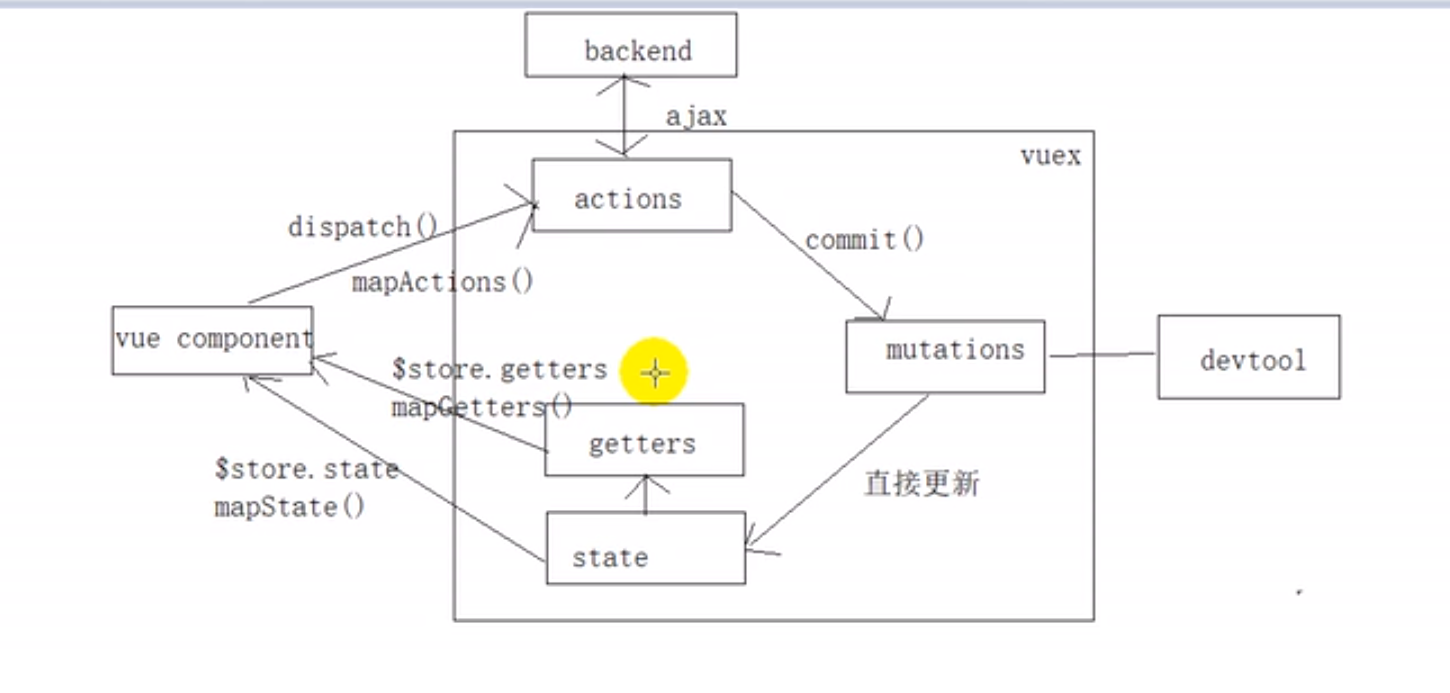 backend
ajax
vuex
actions
dispatch()
commit()
mapActions()
vue component
mutations
devtool
$store.getters
mapGetters()
getters
$store.state
直接更新
mapState()
state